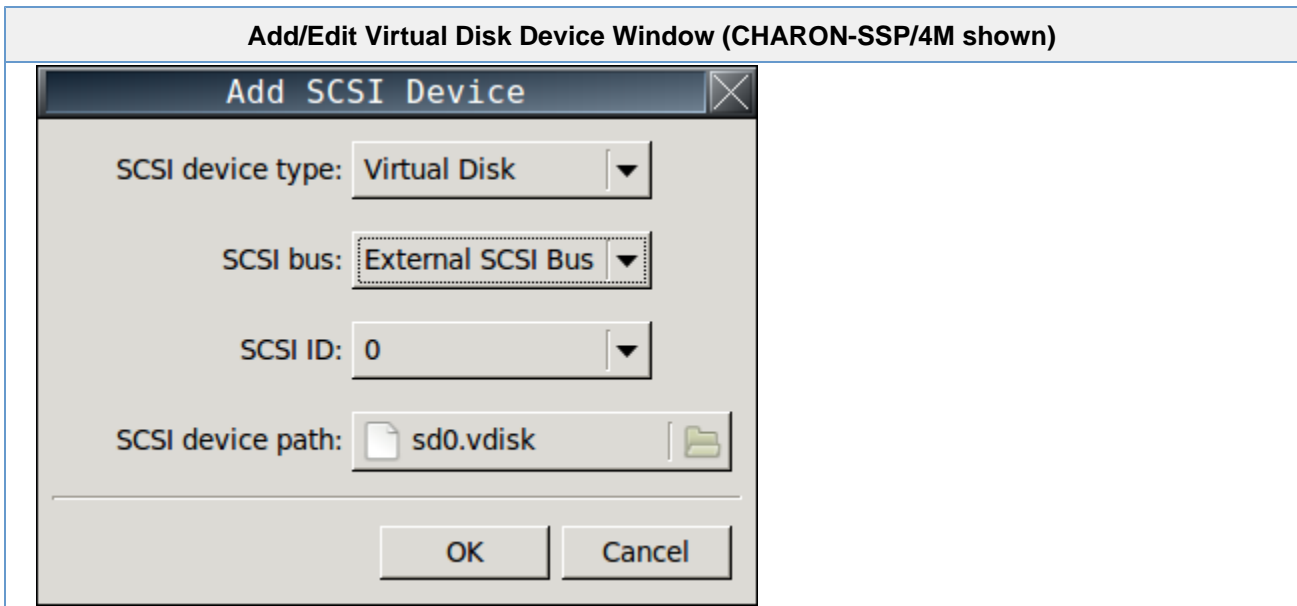 Add/Edit Virtual Disk Device Window (CHARON-SSP/4M shown)
Add SCSI Device
SCSI device type: Virtual Disk
SCSI bus: External SCSI Bus
SCSI ID: 0
SCSI device path: sd0.vdisk
OK Cancel